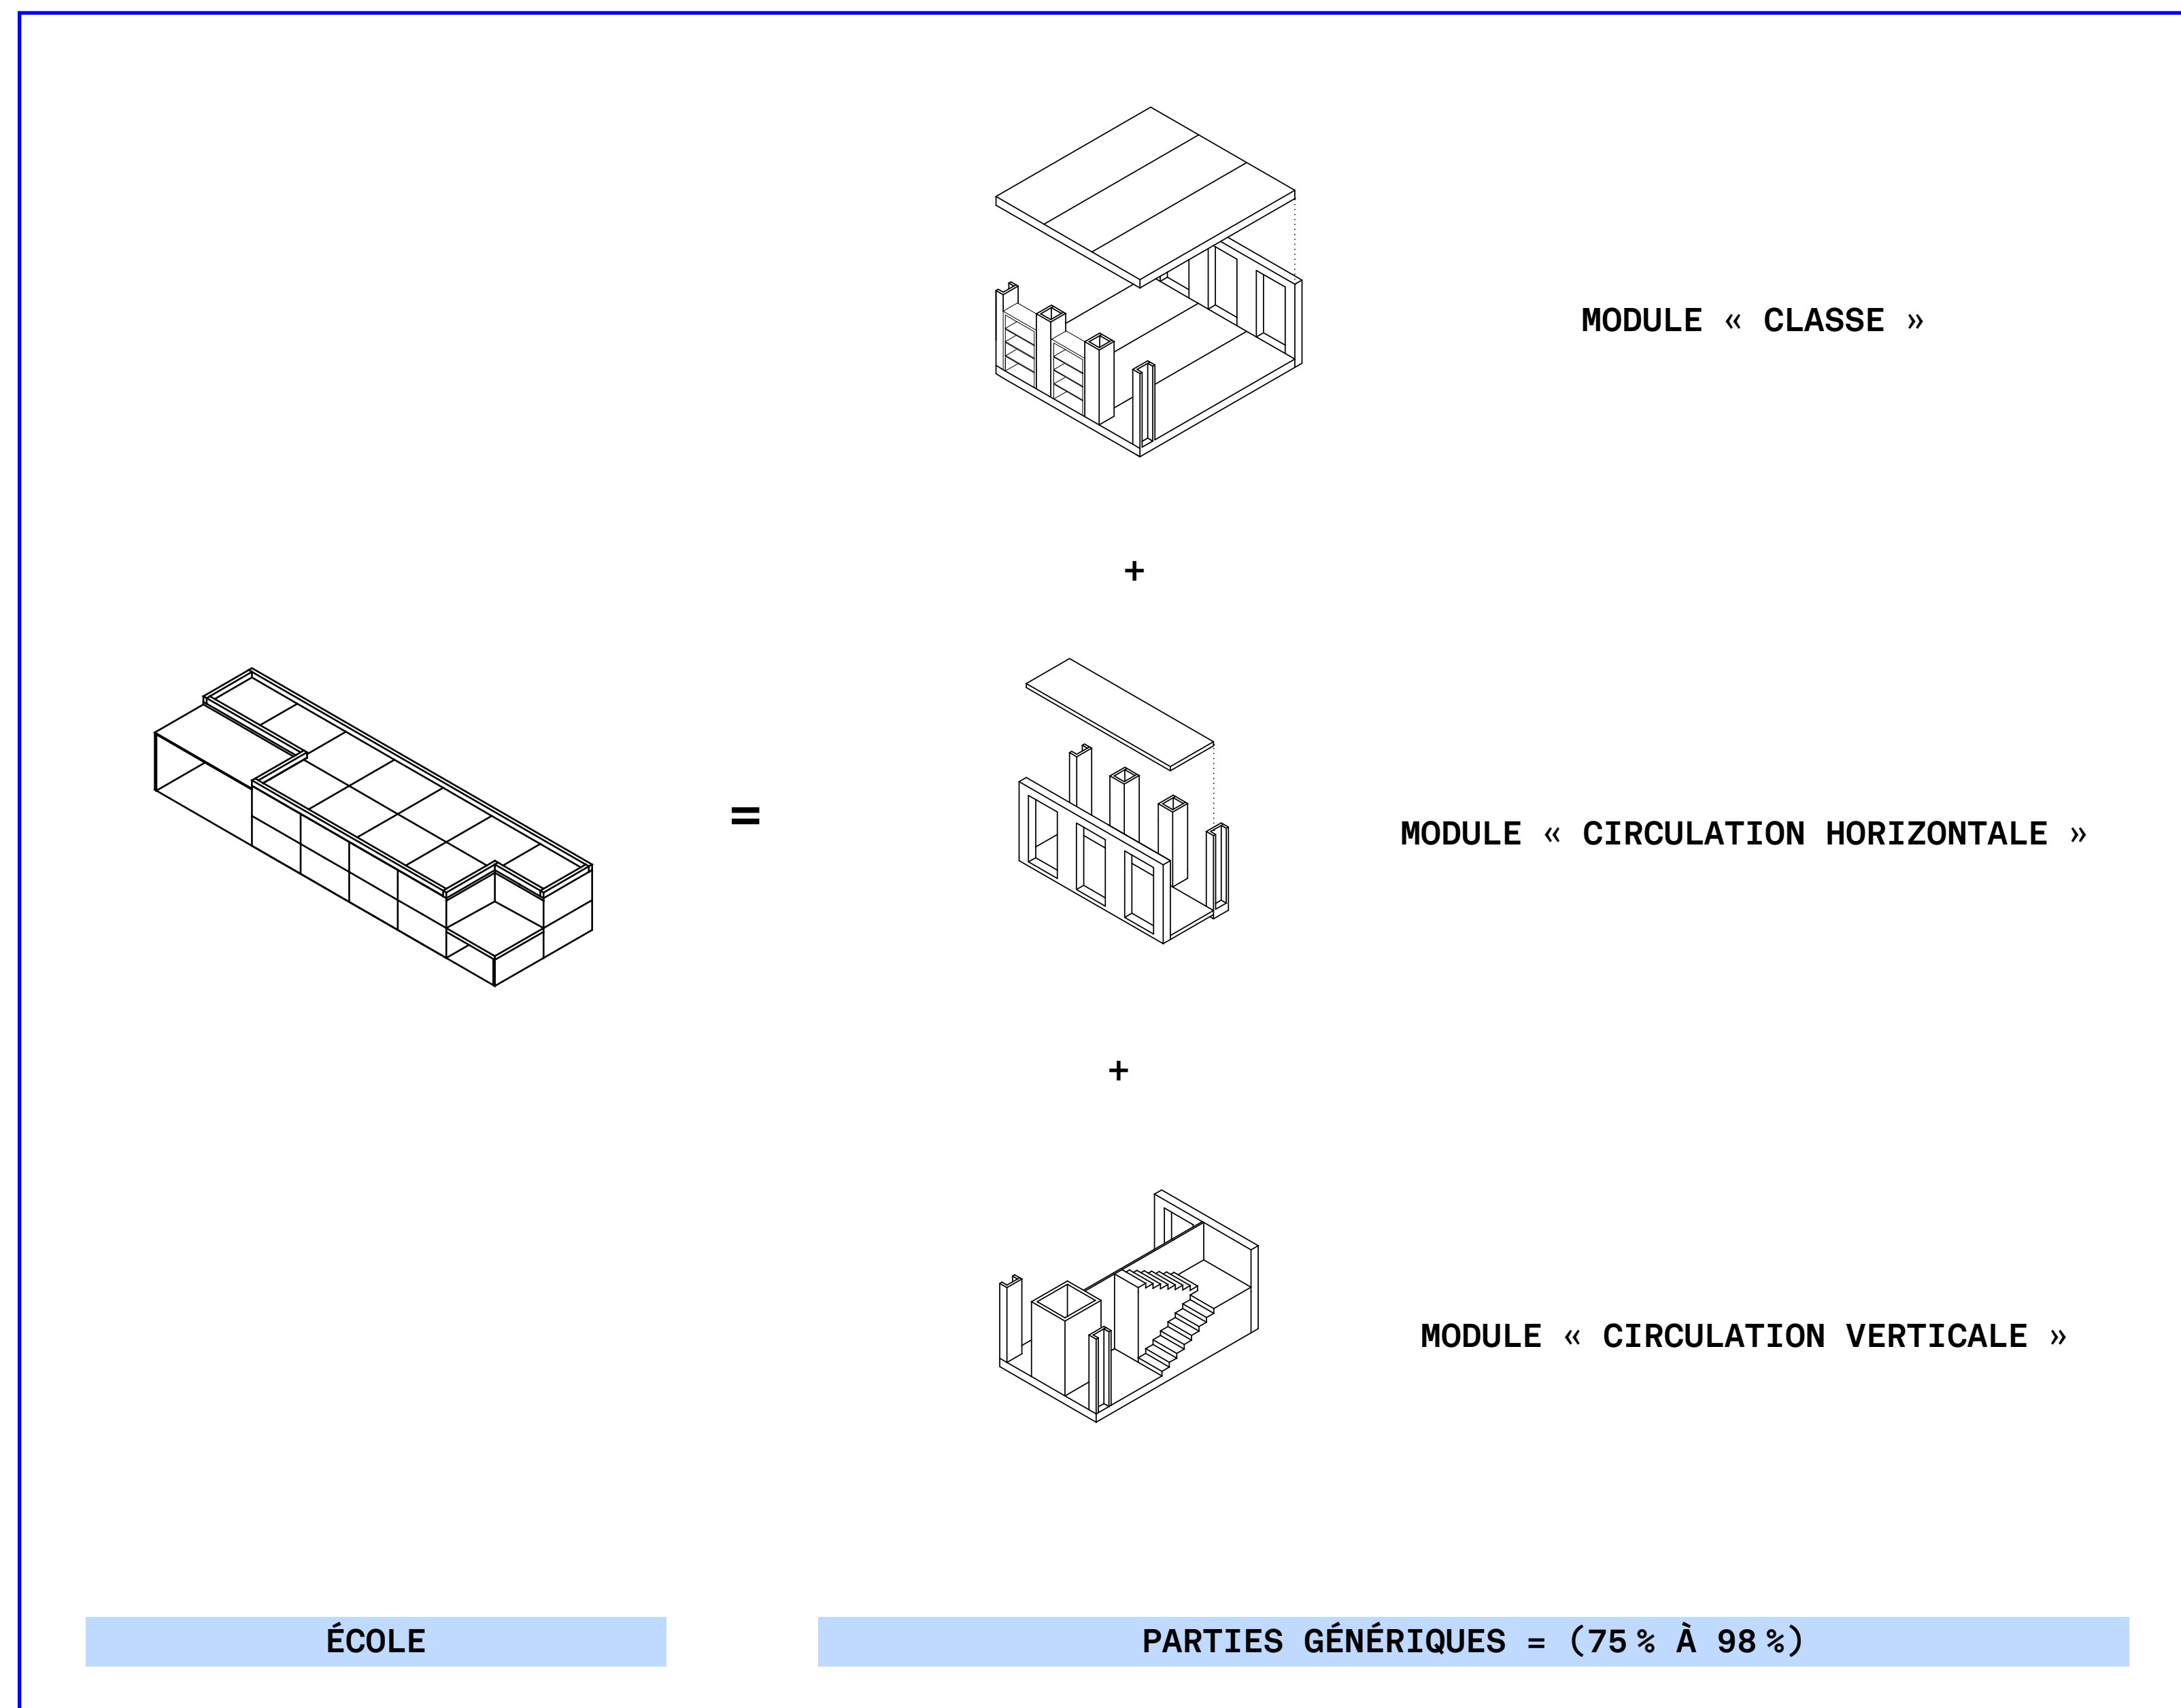 MODULE « CLASSE »
+
=
MODULE « CIRCULATION HORIZONTALE »
+
MODULE « CIRCULATION VERTICALE »
ÉCOLE
PARTIES GÉNÉRIQUES = (75 % À 98 %)